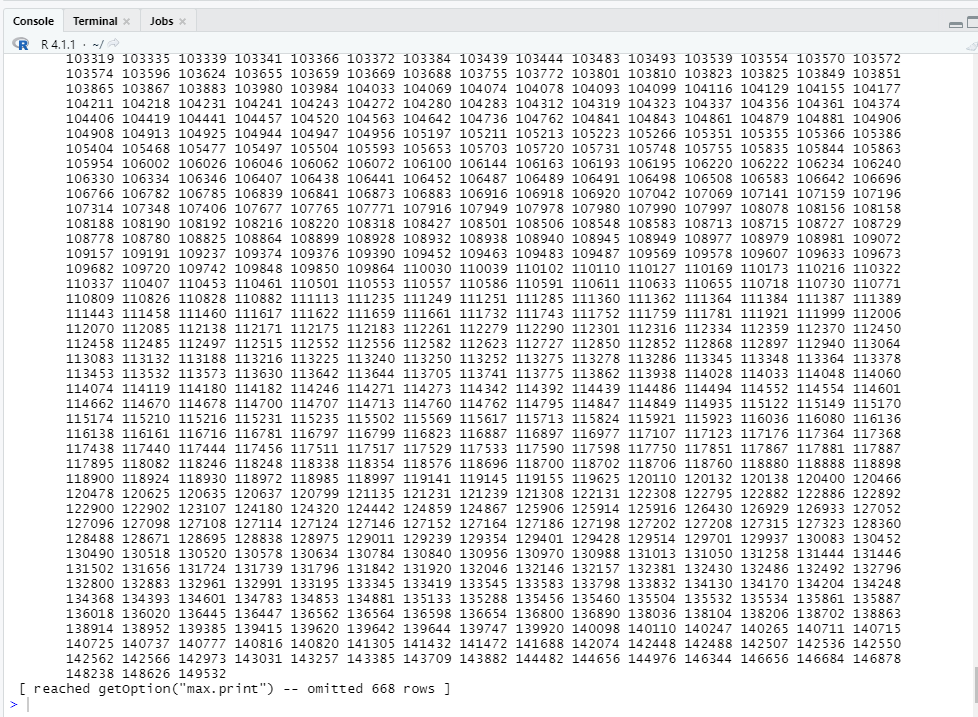 Console Terminal × Jobs ×
R 4.1.1 · ~/
103319 103335 103339 103341 103366 103372 103384 103439 103444 103483 103493 103539 103554 103570 103572
103574 103596 103624 103655 103659 103669 103688 103755 103772 103801 103810 103823 103825 103849 103851
103865 103867 103883 103980 103984 104033 104069 104074 104078 104093 104099 104116 104129 104155 104177
104211 104218 104231 104241 104243 104272 104280 104283 104312 104319 104323 104337 104356 104361 104374
104406 104419 104441 104457 104520 104563 104642 104736 104762 104841 104843 104861 104879 104881 104906
104908 104913 104925 104944 104947 104956 105197 105211 105213 105223 105266 105351 105355 105366 105386
105404 105468 105477 105497 105504 105593 105653 105703 105720 105731 105748 105755 105835 105844 105863
105954 106002 106026 106046 106062 106072 106100 106144 106163 106193 106195 106220 106222 106234 106240
106330 106334 106346 106407 106438 106441 106452 106487 106489 106491 106498 106508 106583 106642 106696
106766 106782 106785 106839 106841 106873 106883 106916 106918 106920 107042 107069 107141 107159 107196
107314 107348 107406 107677 107765 107771 107916 107949 107978 107980 107990 107997 108078 108156 108158
108188 108190 108192 108216 108220 108318 108427 108501 108506 108548 108583 108713 108715 108727 108729
108778 108780 108825 108864 108899 108928 108932 108938 108940 108945 108949 108977 108979 108981 109072
109157 109191 109237 109374 109376 109390 109452 109463 109483 109487 109569 109578 109607 109633 109673
109682 109720 109742 109848 109850 109864 110030 110039 110102 110110 110127 110169 110173 110216 110322
110337 110407 110453 110461 110501 110553 110557 110586 110591 110611 110633 110655 110718 110730 110771
110809 110826 110828 110882 111113 111235 111249 111251 111285 111360 111362 111364 111384 111387 111389
111443 111458 111460 111617 111622 111659 111661 111732 111743 111752 111759 111781 111921 111999 112006
112070 112085 112138 112171 112175 112183 112261 112279 112290 112301 112316 112334 112359 112370 112450
112458 112485 112497 112515 112552 112556 112582 112623 112727 112850 112852 112868 112897 112940 113064
113083 113132 113188 113216 113225 113240 113250 113252 113275 113278 113286 113345 113348 113364 113378
113453 113532 113573 113630 113642 113644 113705 113741 113775 113862 113938 114028 114033 114048 114060
114074 114119 114180 114182 114246 114271 114273 114342 114392 114439 114486 114494 114552 114554 114601
114662 114670 114678 114700 114707 114713 114760 114762 114795 114847 114849 114935 115122 115149 115170
115174 115210 115216 115231 115235 115502 115569 115617 115713 115824 115921 115923 116036 116080 116136
116138 116161 116716 116781 116797 116799 116823 116887 116897 116977 117107 117123 117176 117364 117368
117438 117440 117444 117456 117511 117517 117529 117533 117590 117598 117750 117851 117867 117881 117887
117895 118082 118246 118248 118338 118354 118576 118696 118700 118702 118706 118760 118880 118888 118898
118900 118924 118930 118972 118985 118997 119141 119145 119155 119625 120110 120132 120138 120400 120466
120478 120625 120635 120637 120799 121135 121231 121239 121308 122131 122308 122795 122882 122886 122892
122900 122902 123107 124180 124320 124442 124859 124867 125906 125914 125916 126430 126929 126933 127052
127096 127098 127108 127114 127124 127146 127152 127164 127186 127198 127202 127208 127315 127323 128360
128488 128671 128695 128838 128975 129011 129239 129354 129401 129428 129514 129701 129937 130083 130452
130490 130518 130520 130578 130634 130784 130840 130956 130970 130988 131013 131050 131258 131444 131446
131502 131656 131724 131739 131796 131842 131920 132046 132146 132157 132381 132430 132486 132492 132796
132800 132883 132961 132991 133195 133345 133419 133545 133583 133798 133832 134130 134170 134204 134248
134368 134393 134601 134783 134853 134881 135133 135288 135456 135460 135504 135532 135534 135861 135887
136018 136020 136445 136447 136562 136564 136598 136654 136800 136890 138036 138104 138206 138702 138863
138914 138952 139385 139415 139620 139642 139644 139747 139920 140098 140110 140247 140265 140711 140715
140725 140737 140777 140816 140820 141305 141432 141472 141688 142074 142448 142488 142507 142536 142550
142562 142566 142973 143031 143257 143385 143709 143882 144482 144656 144976 146344 146656 146684 146878
148238 148626 149532
[ reached getOption("max.print") -- omitted 668 rows ]
>